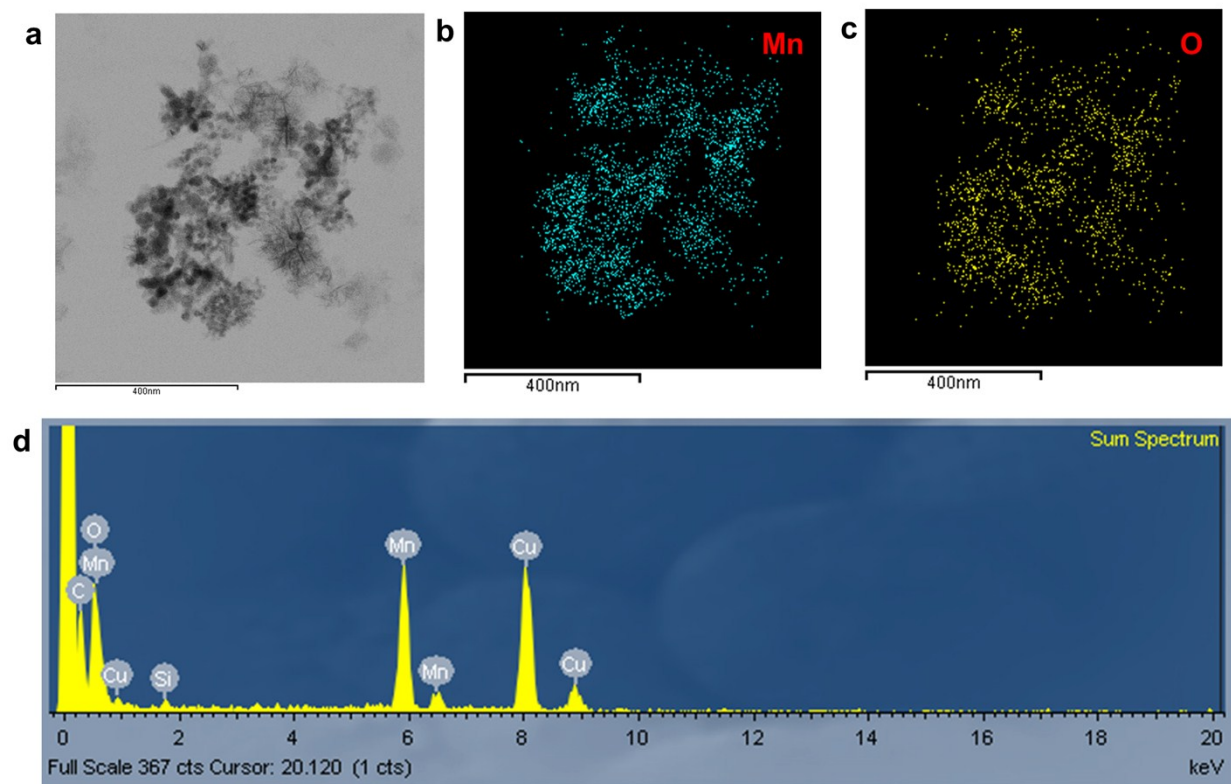 a
400nm
b
Mn
400nm
c
O
400nm
d
Sum Spectrum
O
Mn
C
Cu
Si
Mn
Mn
Cu
Cu
0 2 4 6 8 10 12 14 16 18 20
Full Scale 367 cts Cursor: 20.120 (1 cts) keV